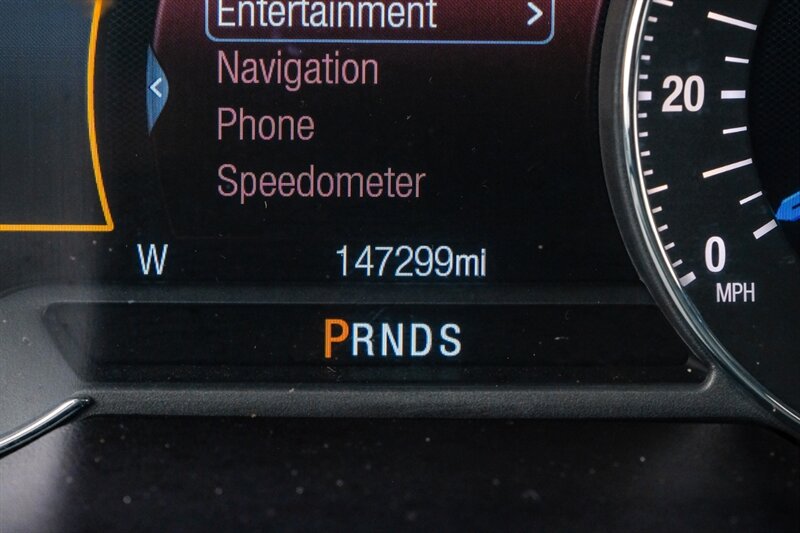 Entertainment >
<
Navigation
20
Phone
Speedometer
W 147299mi
0
MPH
PRNDS